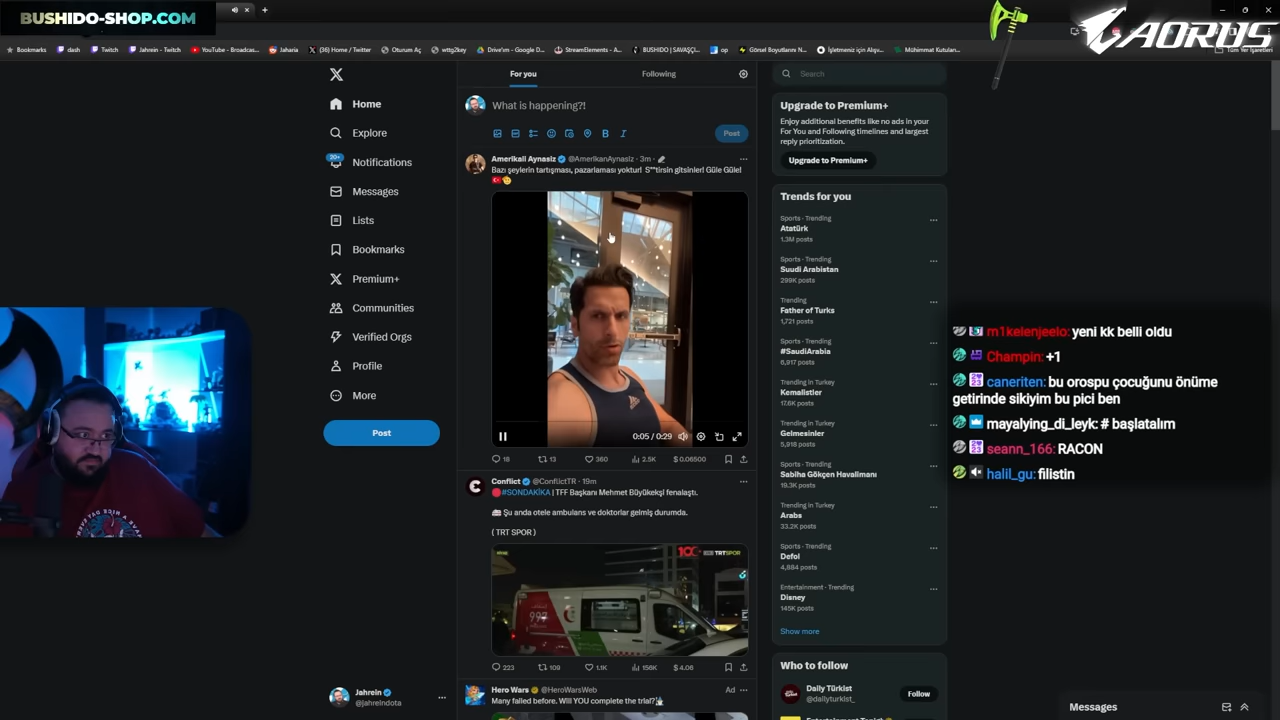 BUSHIDO-SHOP.COM
AORUS
Bookmarks
dash
Twitch
Jahrein - Twitch
YouTube - Broadcas...
Jaharia
(36) Home / Twitter
Oturum Aç
wttg2key
Drive'ım - Google D...
StreamElements - A...
BUSHIDO | SAVAŞÇI...
op
Görsel Boyutlarını N...
İşletmeniz için Alışv...
Mühimmat Kutuları...
Tüm Yer İşaretleri
Home
Explore
20+
Notifications
Messages
Lists
Bookmarks
Premium+
Communities
Verified Orgs
Profile
More
Post
Jahrein
@jahreindota
For you
Following
What is happening?!
Post
Amerikali Aynasiz @AmerikanAynasiz · 3m ·
Bazı şeylerin tartışması, pazarlaması yoktur! S**tirsin gitsinler! Güle Güle!
0:05 / 0:29
18
13
360
2.5K
$ 0.06500
Conflict @ConflictTR · 19m
#SONDAKİKA | TFF Başkanı Mehmet Büyükekşi fenalaştı.
Şu anda otele ambulans ve doktorlar gelmiş durumda.
( TRT SPOR )
100
TRTSPOR
223
109
1.1K
156K
$ 4.06
Hero Wars @HeroWarsWeb
Ad
Many failed before. Will YOU complete the trial?
Search
Upgrade to Premium+
Enjoy additional benefits like no ads in your
For You and Following timelines and largest
reply prioritization.
Upgrade to Premium+
Trends for you
Sports · Trending
Atatürk
1.3M posts
Sports · Trending
Suudi Arabistan
299K posts
Trending
Father of Turks
1,721 posts
Sports · Trending
#SaudiArabia
6,917 posts
Trending in Turkey
Kemalistler
17.6K posts
Trending in Turkey
Gelmesinler
5,918 posts
Trending in Turkey
Sabiha Gökçen Havalimanı
19.3K posts
Trending in Turkey
Arabs
33.2K posts
Sports · Trending
Defol
4,884 posts
Entertainment · Trending
Disney
145K posts
Show more
Who to follow
Daily Türkist
@dailyturkist_
Follow
m1kelenjeelo: yeni kk belli oldu
Champin: +1
caneriten: bu orospu çocuğunu önüme
getirinde sikiyim bu pici ben
mayalying_di_leyk: # başlatalım
seann_166: RACON
halil_gu: filistin
Messages